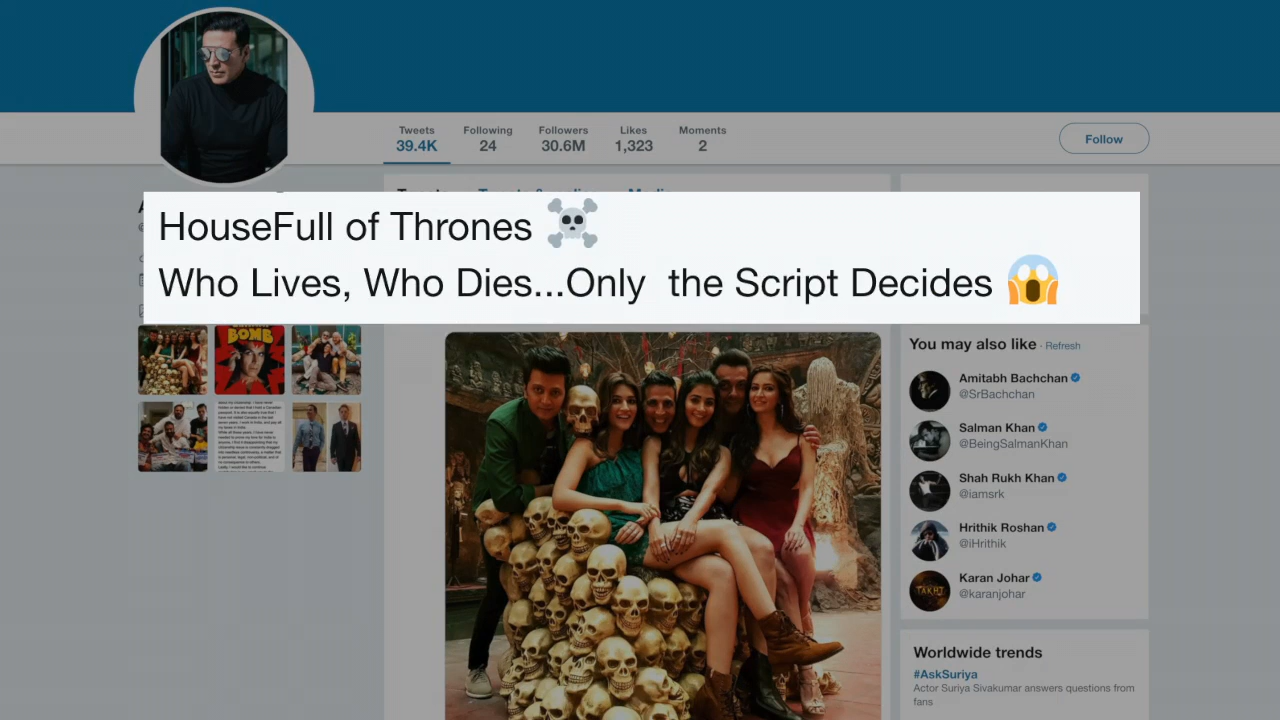 Tweets Following Followers Likes Moments
39.4K 24 30.6M 1,323 2
Follow
HouseFull of Thrones ☠
Who Lives, Who Dies...Only the Script Decides 😱
BOMB
You may also like · Refresh
Amitabh Bachchan
@SrBachchan
Salman Khan
@BeingSalmanKhan
Shah Rukh Khan
@iamsrk
Hrithik Roshan
@iHrithik
Karan Johar
@karanjohar
TAKHT
Worldwide trends
#AskSuriya
Actor Suriya Sivakumar answers questions from
fans